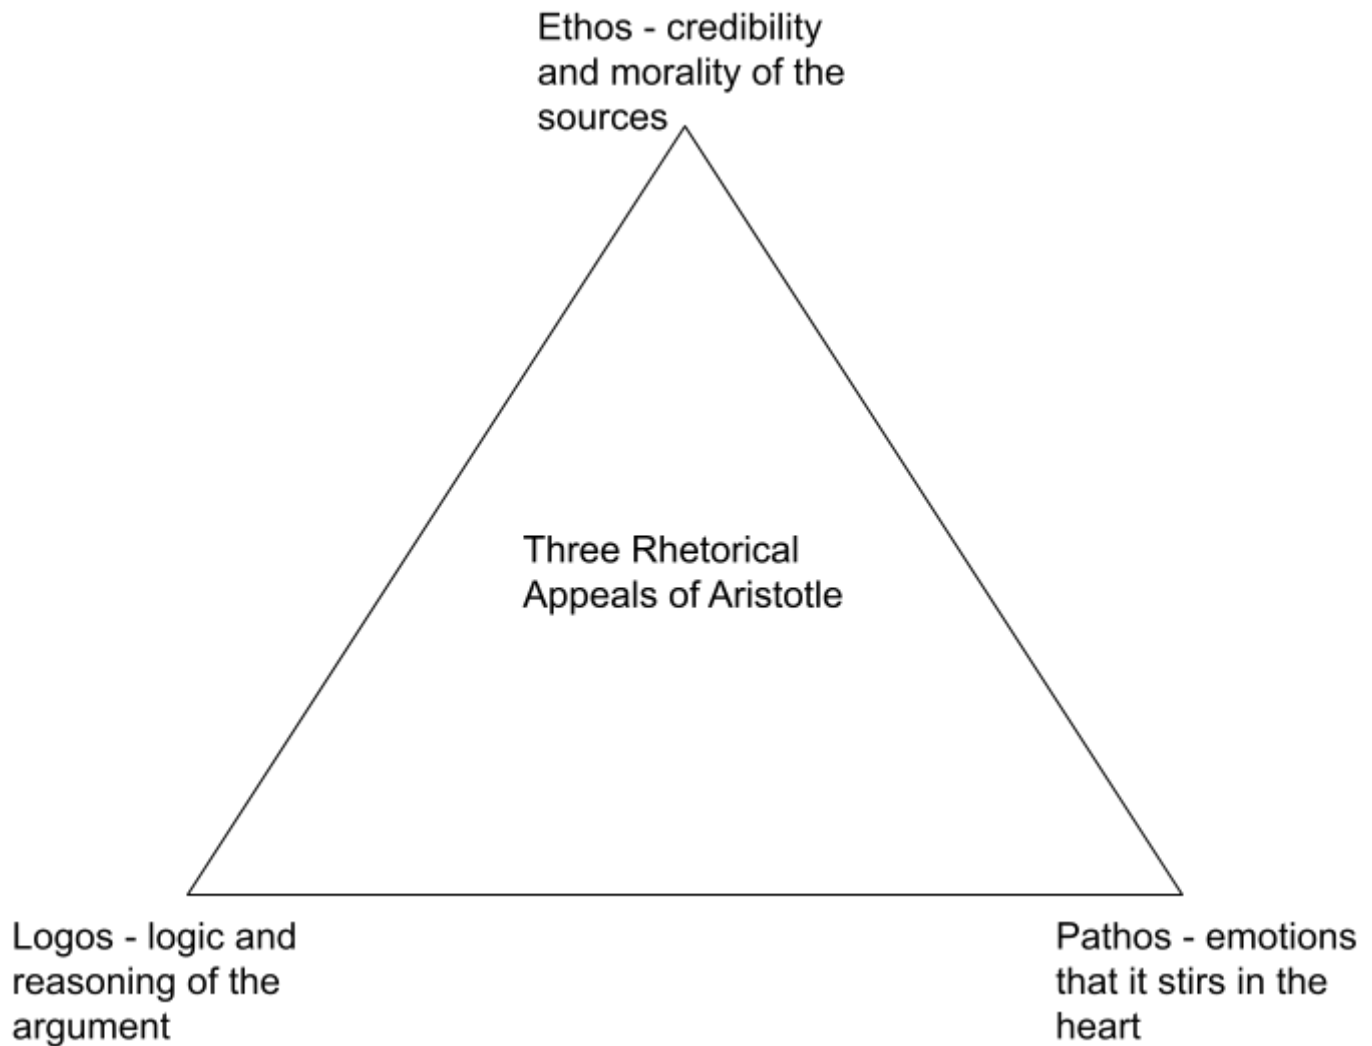 Ethos - credibility
and morality of the
sources
Three Rhetorical
Appeals of Aristotle
Logos - logic and
reasoning of the
argument
Pathos - emotions
that it stirs in the
heart